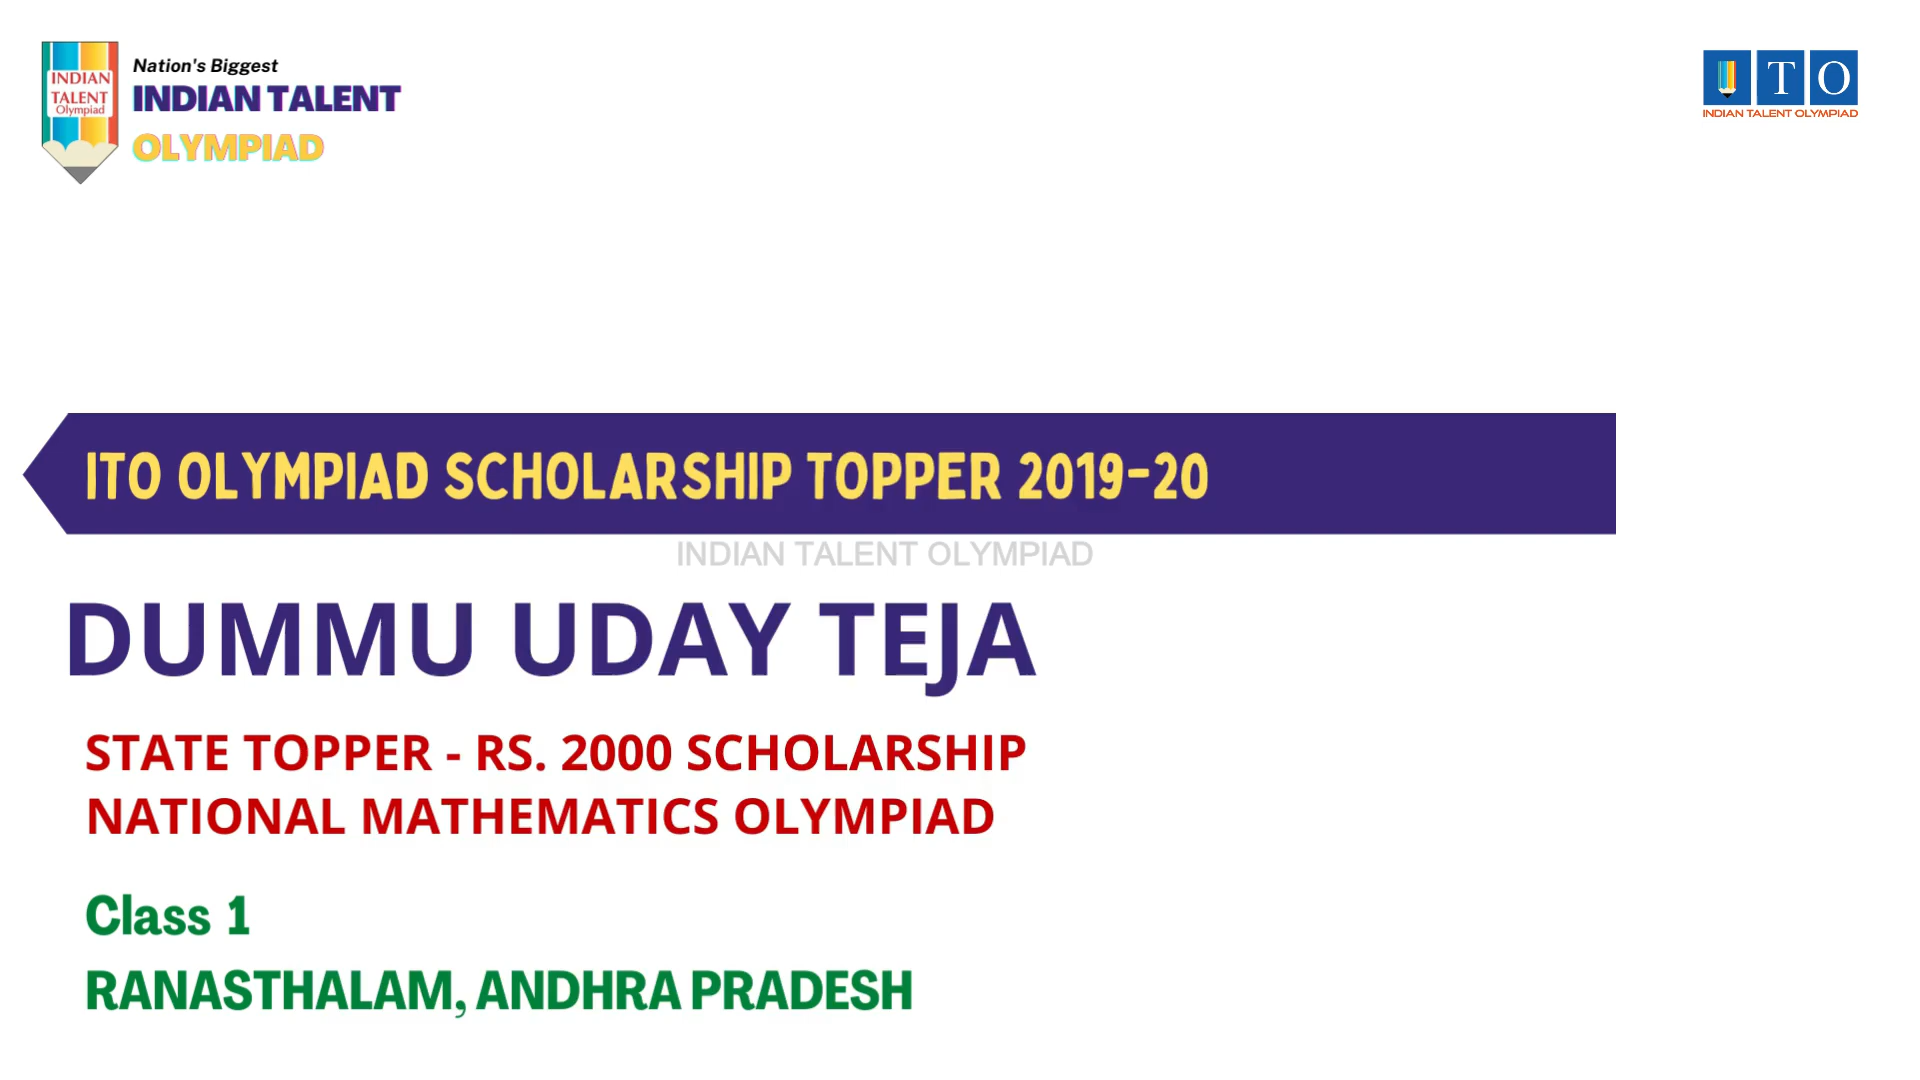 INDIAN
TALENT
Olympiad
Nation's Biggest
INDIAN TALENT
OLYMPIAD
T O
INDIAN TALENT OLYMPIAD
ITO OLYMPIAD SCHOLARSHIP TOPPER 2019-20
INDIAN TALENT OLYMPIAD
DUMMU UDAY TEJA
STATE TOPPER - RS. 2000 SCHOLARSHIP
NATIONAL MATHEMATICS OLYMPIAD
Class 1
RANASTHALAM, ANDHRA PRADESH